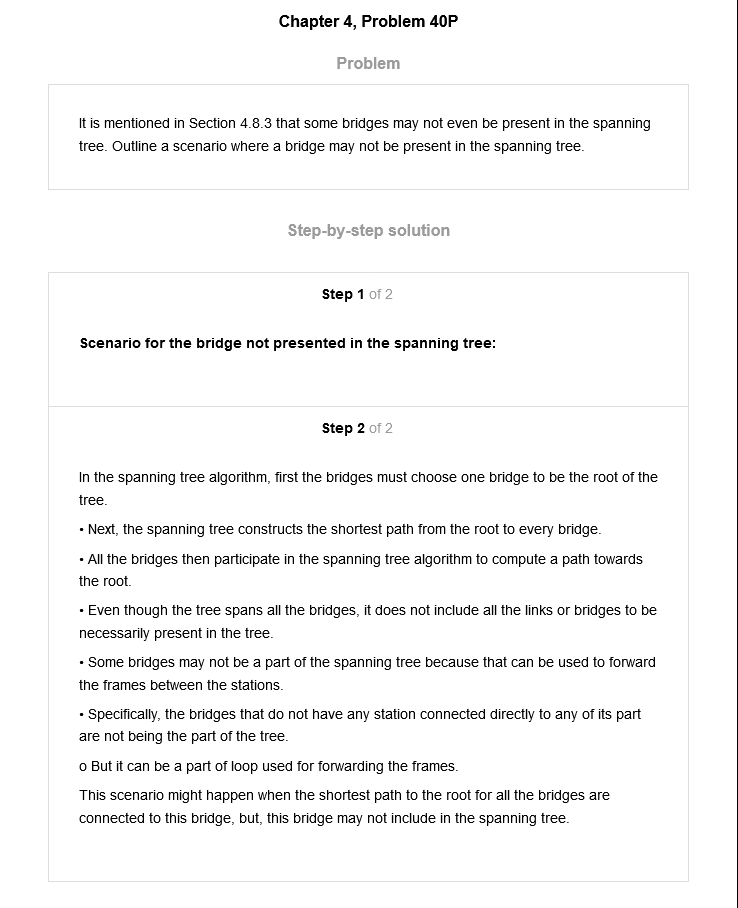 Chapter 4, Problem 40P
Problem
It is mentioned in Section 4.8.3 that some bridges may not even be present in the spanning
tree. Outline a scenario where a bridge may not be present in the spanning tree.
Step-by-step solution
Step 1 of 2
Scenario for the bridge not presented in the spanning tree:
Step 2 of 2
In the spanning tree algorithm, first the bridges must choose one bridge to be the root of the
tree.
• Next, the spanning tree constructs the shortest path from the root to every bridge.
• All the bridges then participate in the spanning tree algorithm to compute a path towards
the root.
• Even though the tree spans all the bridges, it does not include all the links or bridges to be
necessarily present in the tree.
• Some bridges may not be a part of the spanning tree because that can be used to forward
the frames between the stations.
• Specifically, the bridges that do not have any station connected directly to any of its part
are not being the part of the tree.
o But it can be a part of loop used for forwarding the frames.
This scenario might happen when the shortest path to the root for all the bridges are
connected to this bridge, but, this bridge may not include in the spanning tree.